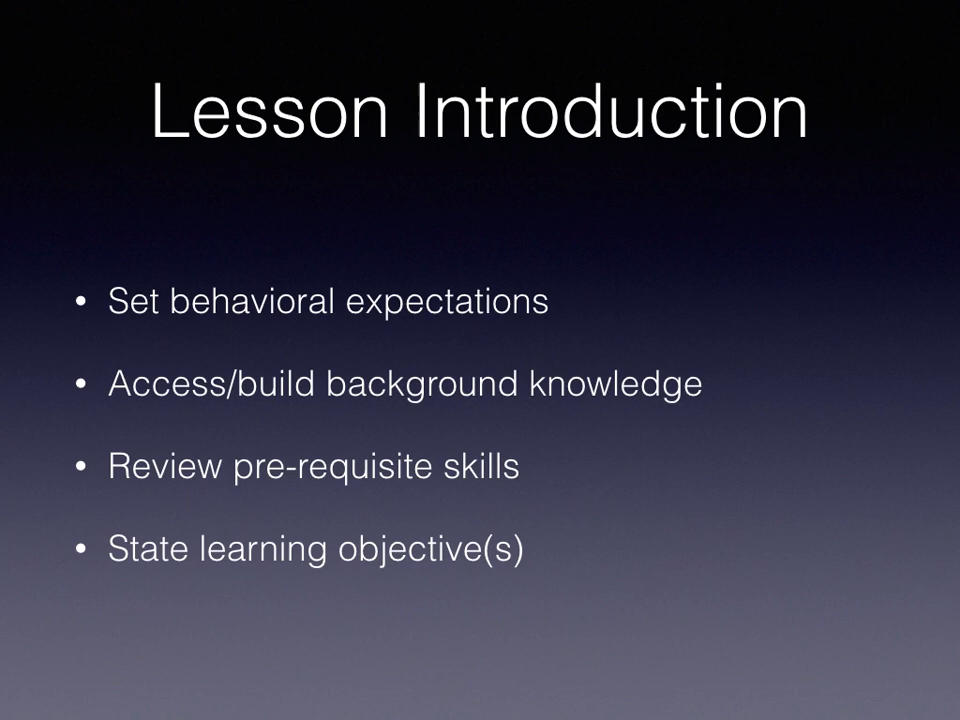 Lesson Introduction
• Set behavioral expectations
• Access/build background knowledge
• Review pre-requisite skills
• State learning objective(s)